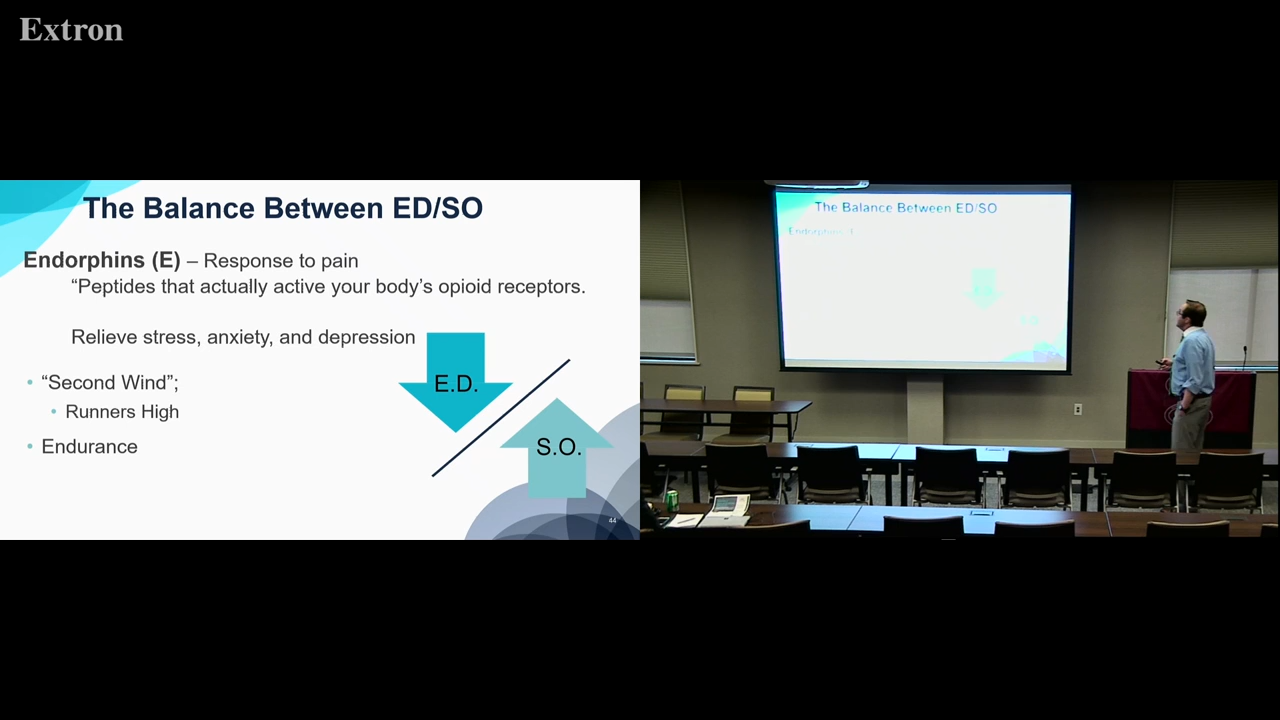 Extron
The Balance Between ED/SO
Endorphins (E) – Response to pain
“Peptides that actually active your body’s opioid receptors.
Relieve stress, anxiety, and depression
• “Second Wind”;
• Runners High
• Endurance
E.D.
S.O.
44
The Balance Between ED/SO